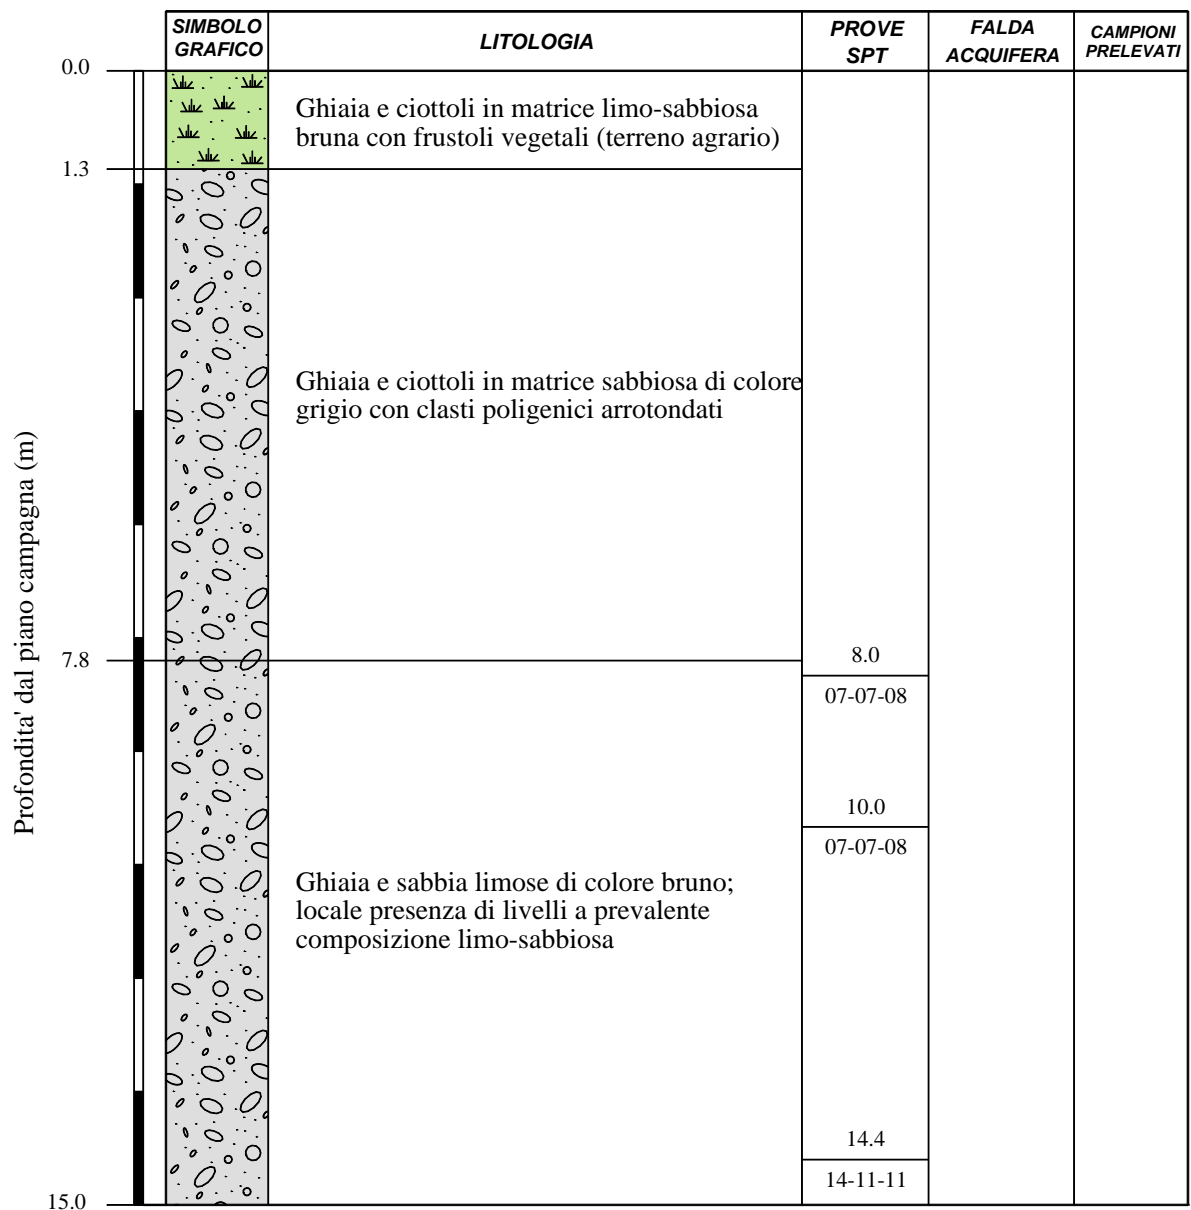 SIMBOLO
GRAFICO
LITOLOGIA
PROVE
SPT
FALDA
ACQUIFERA
CAMPIONI
PRELEVATI
0.0
Ghiaia e ciottoli in matrice limo-sabbiosa
bruna con frustoli vegetali (terreno agrario)
1.3
Ghiaia e ciottoli in matrice sabbiosa di colore
grigio con clasti poligenici arrotondati
Profondita' dal piano campagna (m)
7.8
8.0
07-07-08
10.0
07-07-08
Ghiaia e sabbia limose di colore bruno;
locale presenza di livelli a prevalente
composizione limo-sabbiosa
14.4
14-11-11
15.0